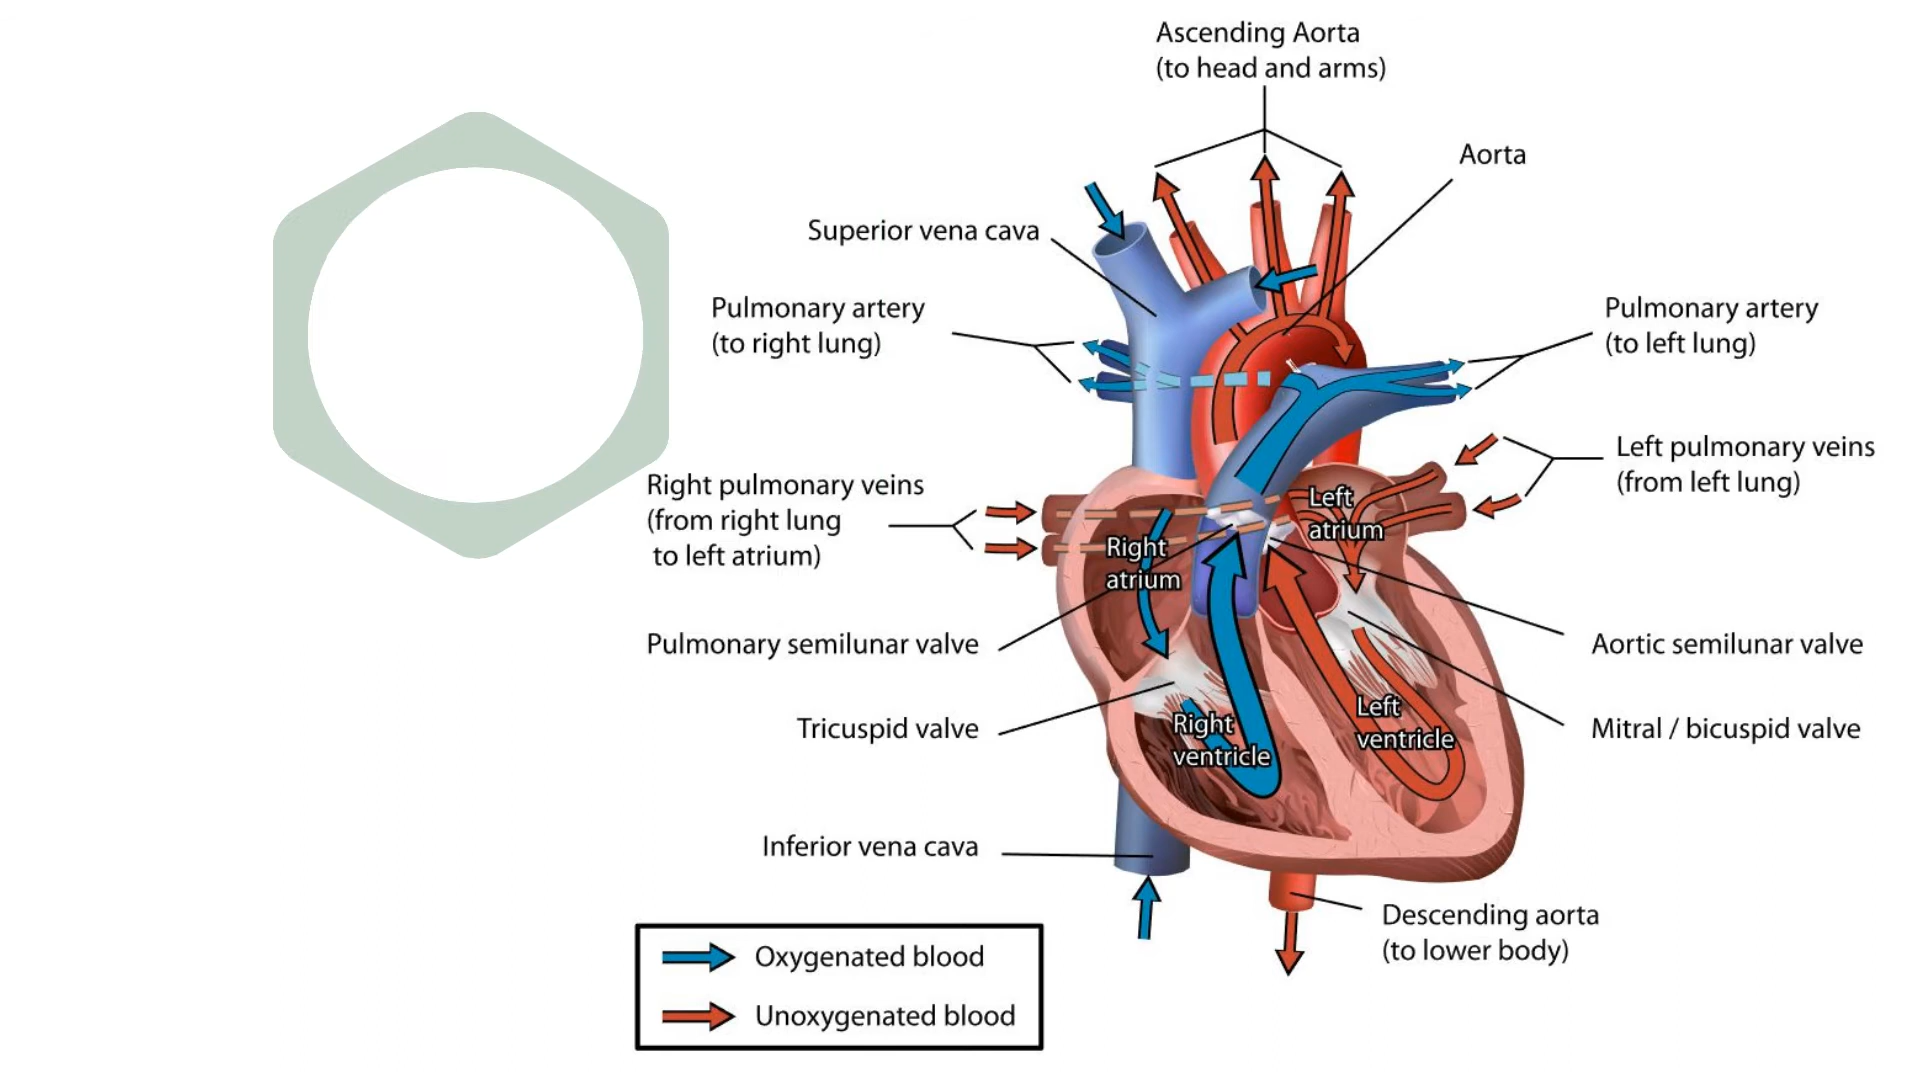 Ascending Aorta
(to head and arms)
Aorta
Superior vena cava
Pulmonary artery
(to right lung)
Pulmonary artery
(to left lung)
Left pulmonary veins
(from left lung)
Right pulmonary veins
(from right lung
to left atrium)
Left
atrium
Right
atrium
Pulmonary semilunar valve
Aortic semilunar valve
Tricuspid valve
Right
ventricle
Left
ventricle
Mitral / bicuspid valve
Inferior vena cava
Descending aorta
(to lower body)
Oxygenated blood
Unoxygenated blood